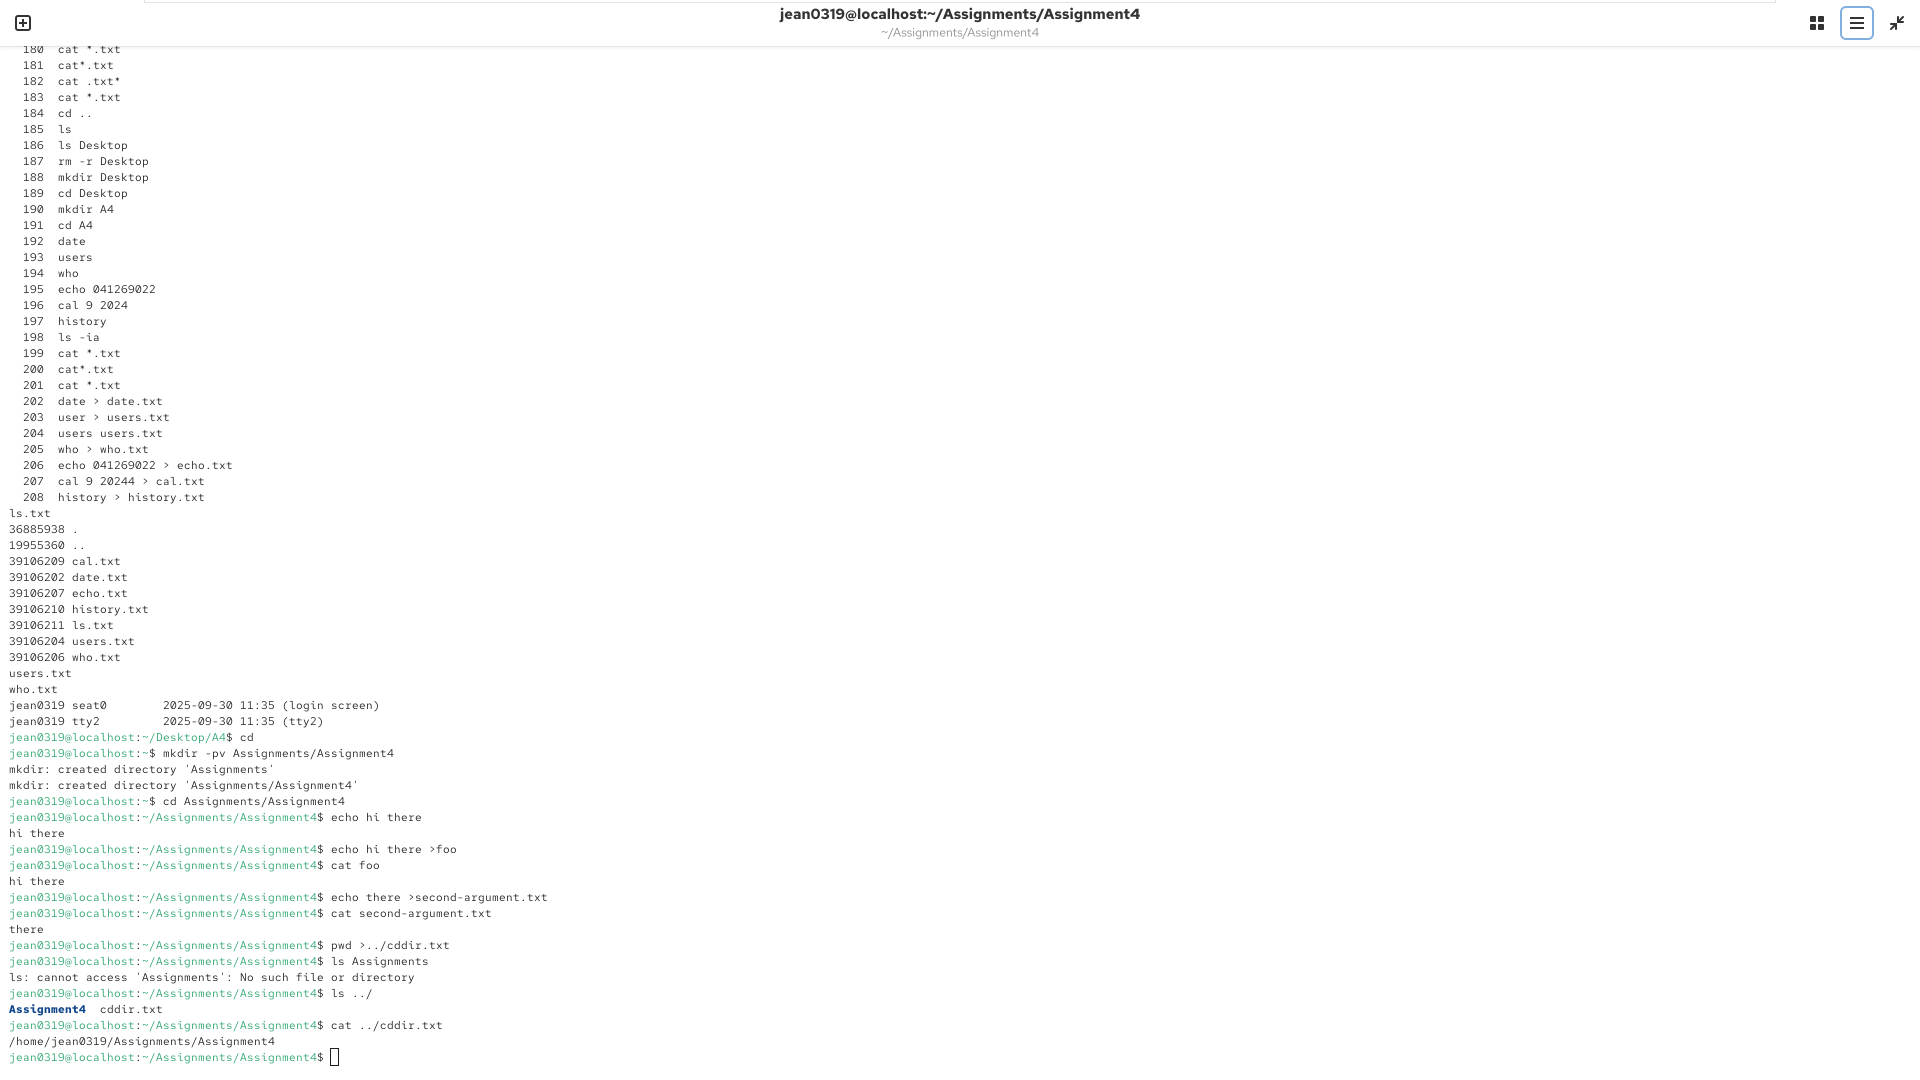 jean0319@localhost:~/Assignments/Assignment4
~/Assignments/Assignment4
180  cat *.txt
181  cat*.txt
182  cat .txt*
183  cat *.txt
184  cd ..
185  ls
186  ls Desktop
187  rm -r Desktop
188  mkdir Desktop
189  cd Desktop
190  mkdir A4
191  cd A4
192  date
193  users
194  who
195  echo 041269022
196  cal 9 2024
197  history
198  ls -ia
199  cat *.txt
200  cat*.txt
201  cat *.txt
202  date > date.txt
203  user > users.txt
204  users users.txt
205  who > who.txt
206  echo 041269022 > echo.txt
207  cal 9 20244 > cal.txt
208  history > history.txt
ls.txt
36885938 .
19955360 ..
39106209 cal.txt
39106202 date.txt
39106207 echo.txt
39106210 history.txt
39106211 ls.txt
39106204 users.txt
39106206 who.txt
users.txt
who.txt
jean0319 seat0        2025-09-30 11:35 (login screen)
jean0319 tty2         2025-09-30 11:35 (tty2)
jean0319@localhost:~/Desktop/A4$ cd
jean0319@localhost:~$ mkdir -pv Assignments/Assignment4
mkdir: created directory 'Assignments'
mkdir: created directory 'Assignments/Assignment4'
jean0319@localhost:~$ cd Assignments/Assignment4
jean0319@localhost:~/Assignments/Assignment4$ echo hi there
hi there
jean0319@localhost:~/Assignments/Assignment4$ echo hi there >foo
jean0319@localhost:~/Assignments/Assignment4$ cat foo
hi there
jean0319@localhost:~/Assignments/Assignment4$ echo there >second-argument.txt
jean0319@localhost:~/Assignments/Assignment4$ cat second-argument.txt
there
jean0319@localhost:~/Assignments/Assignment4$ pwd >../cddir.txt
jean0319@localhost:~/Assignments/Assignment4$ ls Assignments
ls: cannot access 'Assignments': No such file or directory
jean0319@localhost:~/Assignments/Assignment4$ ls ../
Assignment4  cddir.txt
jean0319@localhost:~/Assignments/Assignment4$ cat ../cddir.txt
/home/jean0319/Assignments/Assignment4
jean0319@localhost:~/Assignments/Assignment4$